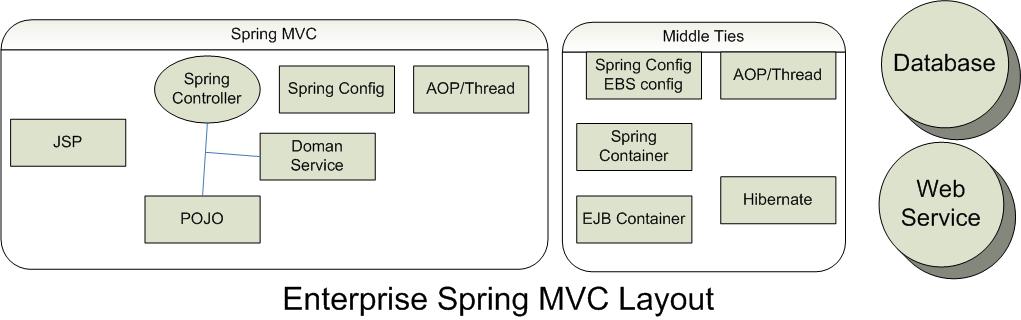 Spring MVC
Spring
Controller
Spring Config
AOP/Thread
JSP
Doman
Service
POJO
Middle Ties
Spring Config
EBS config
AOP/Thread
Spring
Container
Hibernate
EJB Container
Database
Web
Service
Enterprise Spring MVC Layout